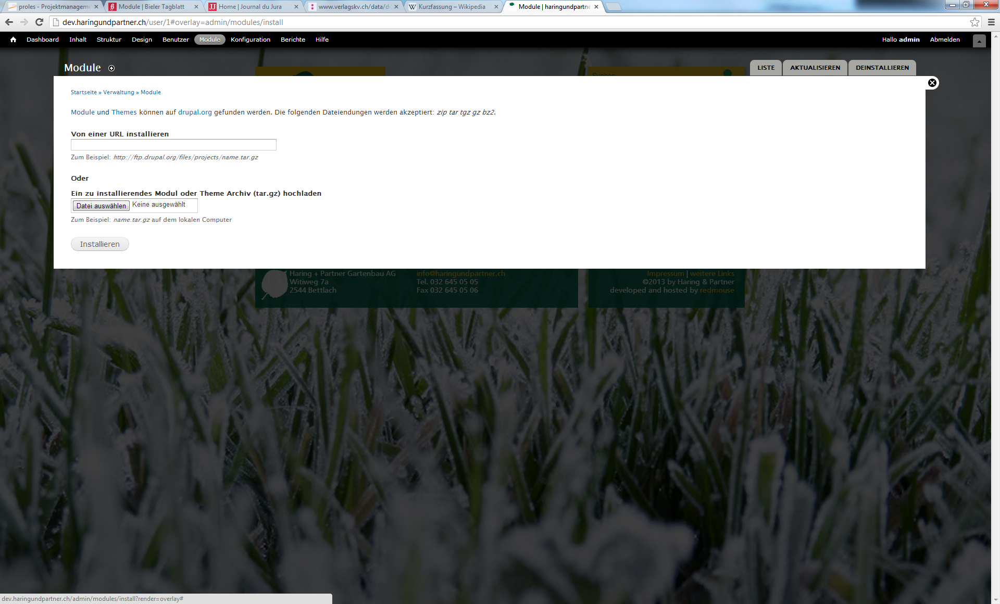 proles - Projektmanageme
Module | Bieler Tagblatt
Home | Journal du Jura
www.verlagskv.ch/data/d
Kurzfassung – Wikipedia
Module | haringundpartne
dev.haringundpartner.ch/user/1#overlay=admin/modules/install
Dashboard Inhalt Struktur Design Benutzer Module Konfiguration Berichte Hilfe
Hallo admin Abmelden
Module
LISTE AKTUALISIEREN DEINSTALLIEREN
Suchen
Startseite » Verwaltung » Module
Module und Themes können auf drupal.org gefunden werden. Die folgenden Dateiendungen werden akzeptiert: zip tar tgz gz bz2.
Von einer URL installieren
Zum Beispiel: http://ftp.drupal.org/files/projects/name.tar.gz
Oder
Ein zu installierendes Modul oder Theme Archiv (tar.gz) hochladen
Datei auswählen Keine ausgewählt
Zum Beispiel: name.tar.gz auf dem lokalen Computer
Installieren
Haring + Partner Gartenbau AG
Witiweg 7a
2544 Bettlach
info@haringundpartner.ch
Tel. 032 645 05 05
Fax 032 645 05 06
Impressum | weitere Links
©2013 by Haring & Partner
developed and hosted by redmouse
dev.haringundpartner.ch/admin/modules/install?render=overlay#